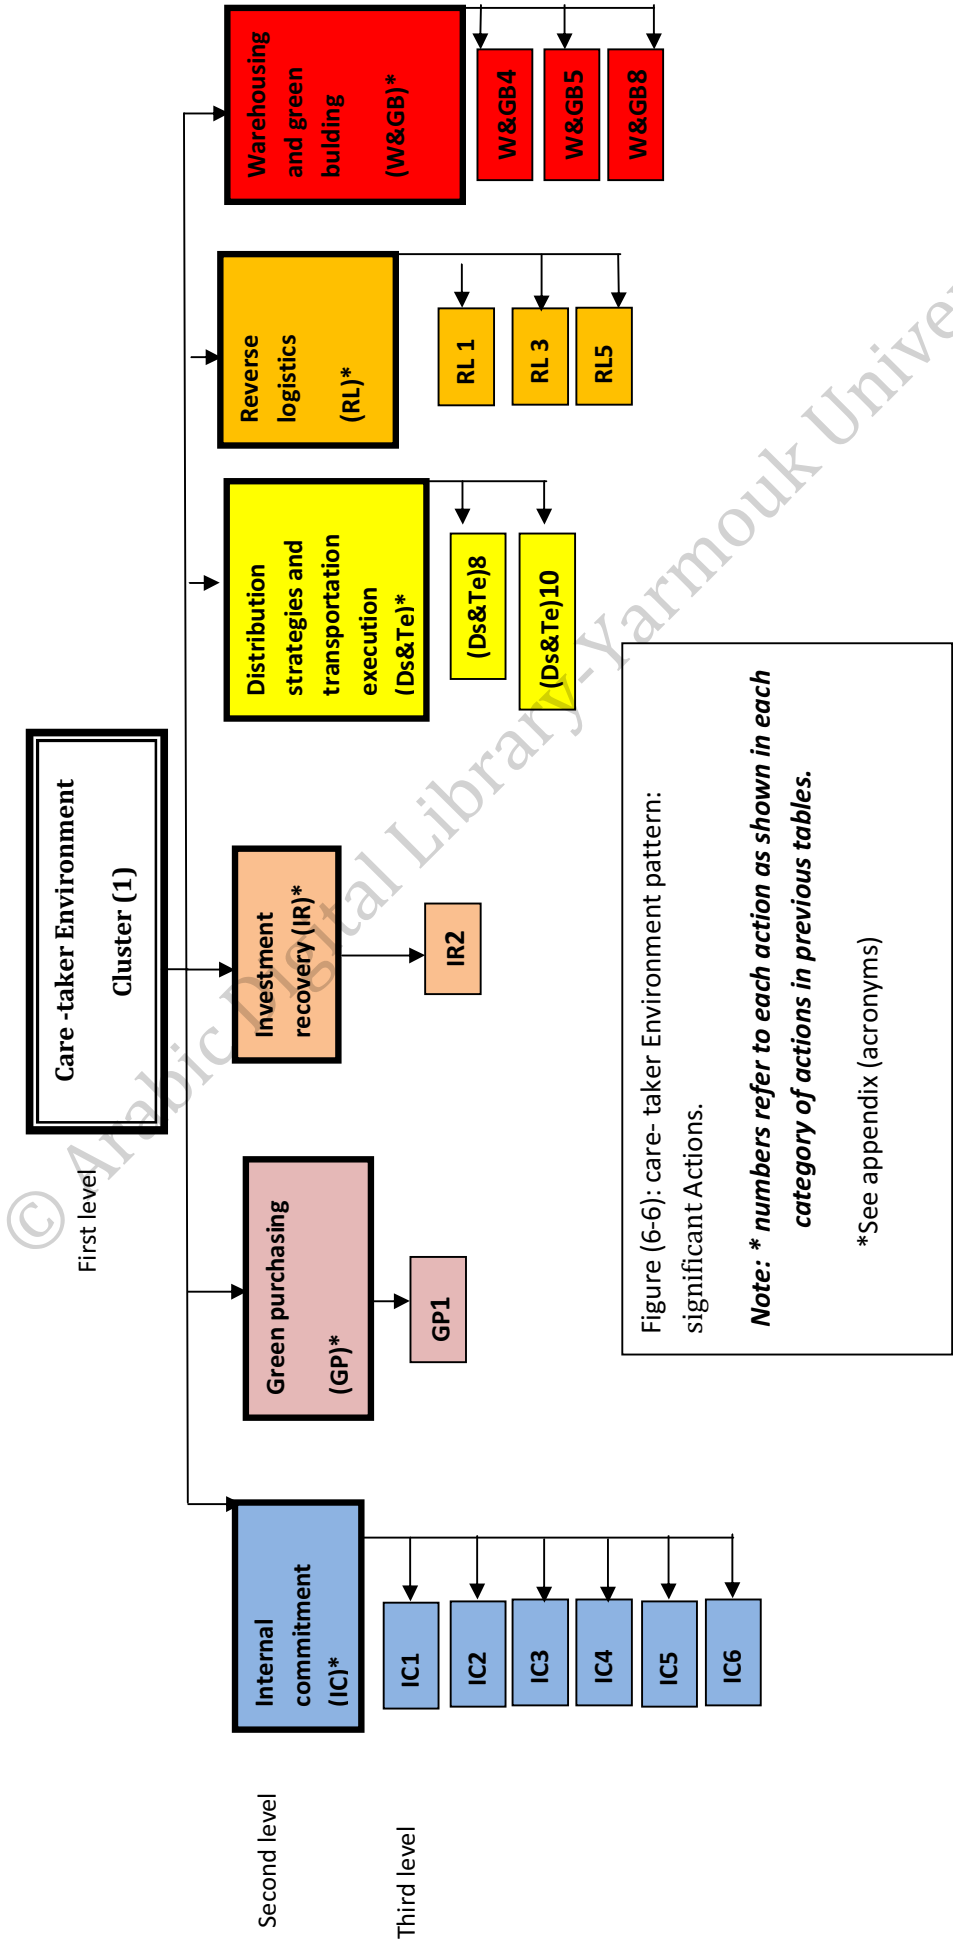 Care -taker Environment
Cluster (1)
First level
Second level
Internal
commitment
(IC)*
Green purchasing
(GP)*
Investment
recovery (IR)*
Distribution
strategies and
transportation
execution
(Ds&Te)*
Reverse
logistics
(RL)*
Warehousing
and green
bulding
(W&GB)*
Third level
IC1
IC2
IC3
IC4
IC5
IC6
GP1
IR2
(Ds&Te)8
(Ds&Te)10
RL 1
RL 3
RL5
W&GB4
W&GB5
W&GB8
Figure (6-6): care- taker Environment pattern:
significant Actions.
Note: * numbers refer to each action as shown in each
category of actions in previous tables.
*See appendix (acronyms)
© Arabic Digital Library-Yarmouk Univer